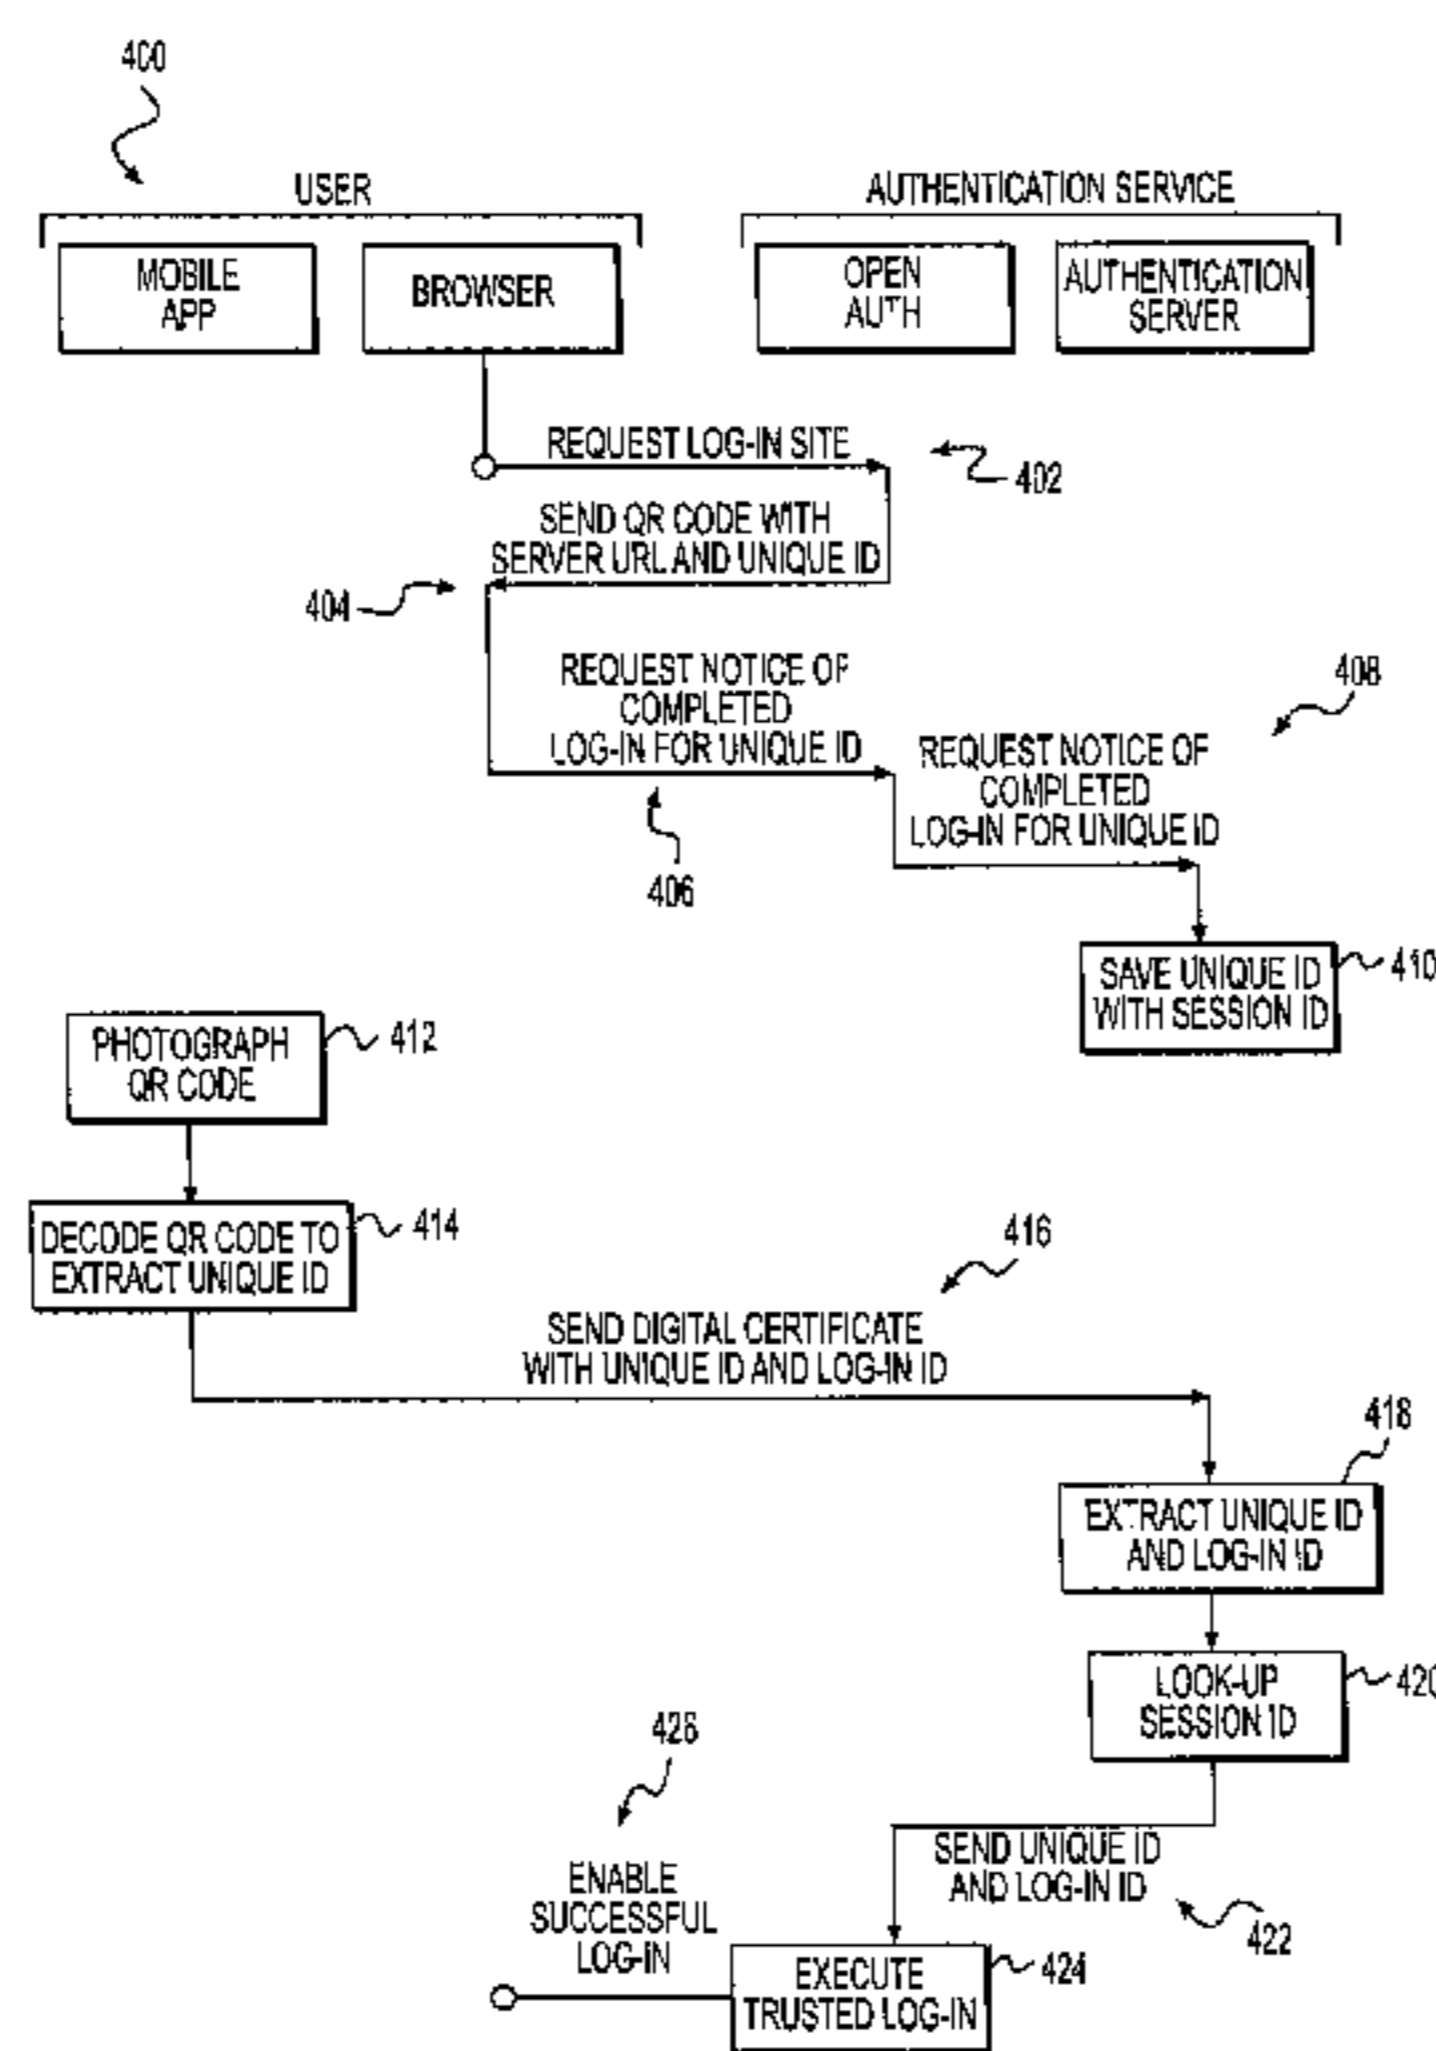 400
USER
AUTHENTICATION SERVICE
MOBILE
APP
BROWSER
OPEN
AUTH
AUTHENTICATION
SERVER
REQUEST LOG-IN SITE
402
SEND QR CODE WITH
SERVER URL AND UNIQUE ID
404
REQUEST NOTICE OF
COMPLETED
LOG-IN FOR UNIQUE ID
406
408
REQUEST NOTICE OF
COMPLETED
LOG-IN FOR UNIQUE ID
SAVE UNIQUE ID
WITH SESSION ID
410
PHOTOGRAPH
QR CODE
412
DECODE QR CODE TO
EXTRACT UNIQUE ID
414
416
SEND DIGITAL CERTIFICATE
WITH UNIQUE ID AND LOG-IN ID
418
EXTRACT UNIQUE ID
AND LOG-IN ID
LOOK-UP
SESSION ID
420
426
SEND UNIQUE ID
AND LOG-IN ID
422
ENABLE
SUCCESSFUL
LOG-IN
EXECUTE
TRUSTED LOG-IN
424